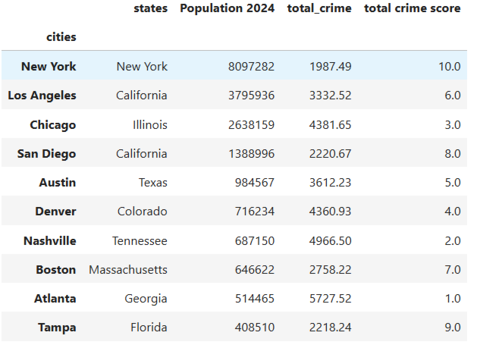 states Population 2024 total_crime total crime score
cities
New York New York 8097282 1987.49 10.0
Los Angeles California 3795936 3332.52 6.0
Chicago Illinois 2638159 4381.65 3.0
San Diego California 1388996 2220.67 8.0
Austin Texas 984567 3612.23 5.0
Denver Colorado 716234 4360.93 4.0
Nashville Tennessee 687150 4966.50 2.0
Boston Massachusetts 646622 2758.22 7.0
Atlanta Georgia 514465 5727.52 1.0
Tampa Florida 408510 2218.24 9.0